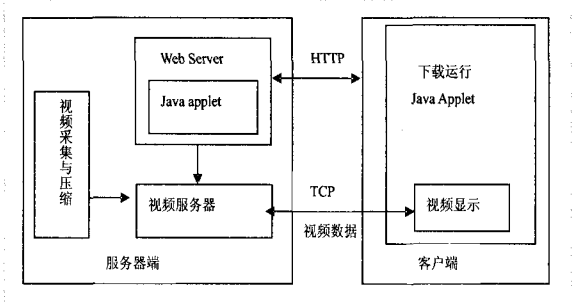 Web Server
Java applet
视频采集与压缩
视频服务器
服务器端
HTTP
TCP
视频数据
下载运行
Java Applet
视频显示
客户端